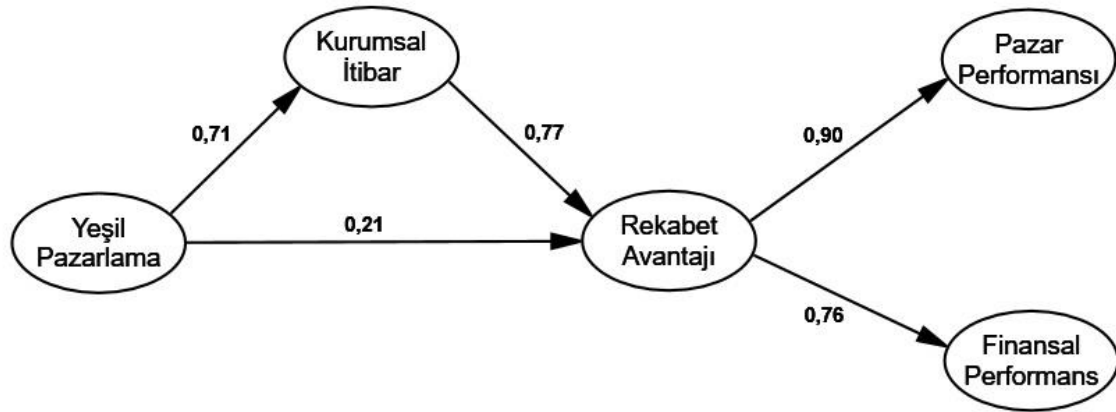 Kurumsal
İtibar
Pazar
Performansı
0,71
0,77
0,90
Yeşil
Pazarlama
0,21
Rekabet
Avantajı
0,76
Finansal
Performans